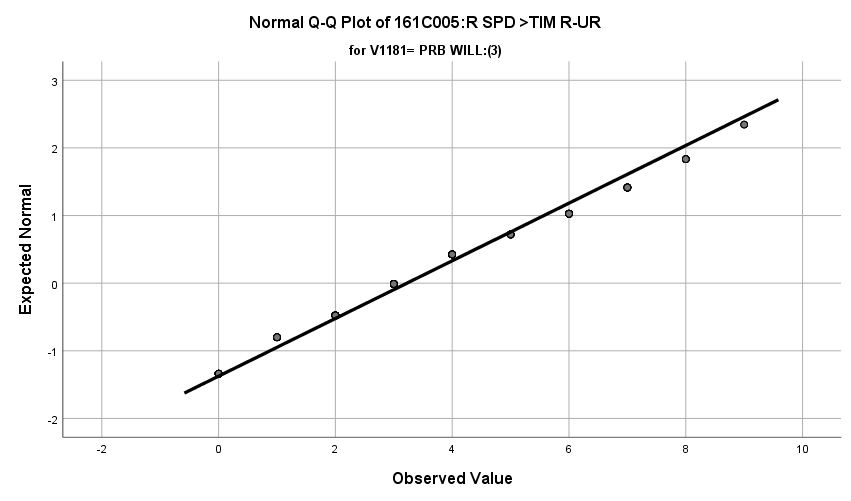 Normal Q-Q Plot of 161C005:R SPD >TIM R-UR
for V1181= PRB WILL:(3)
3
2
1
0
-1
-2
Expected Normal
-2 0 2 4 6 8 10
Observed Value